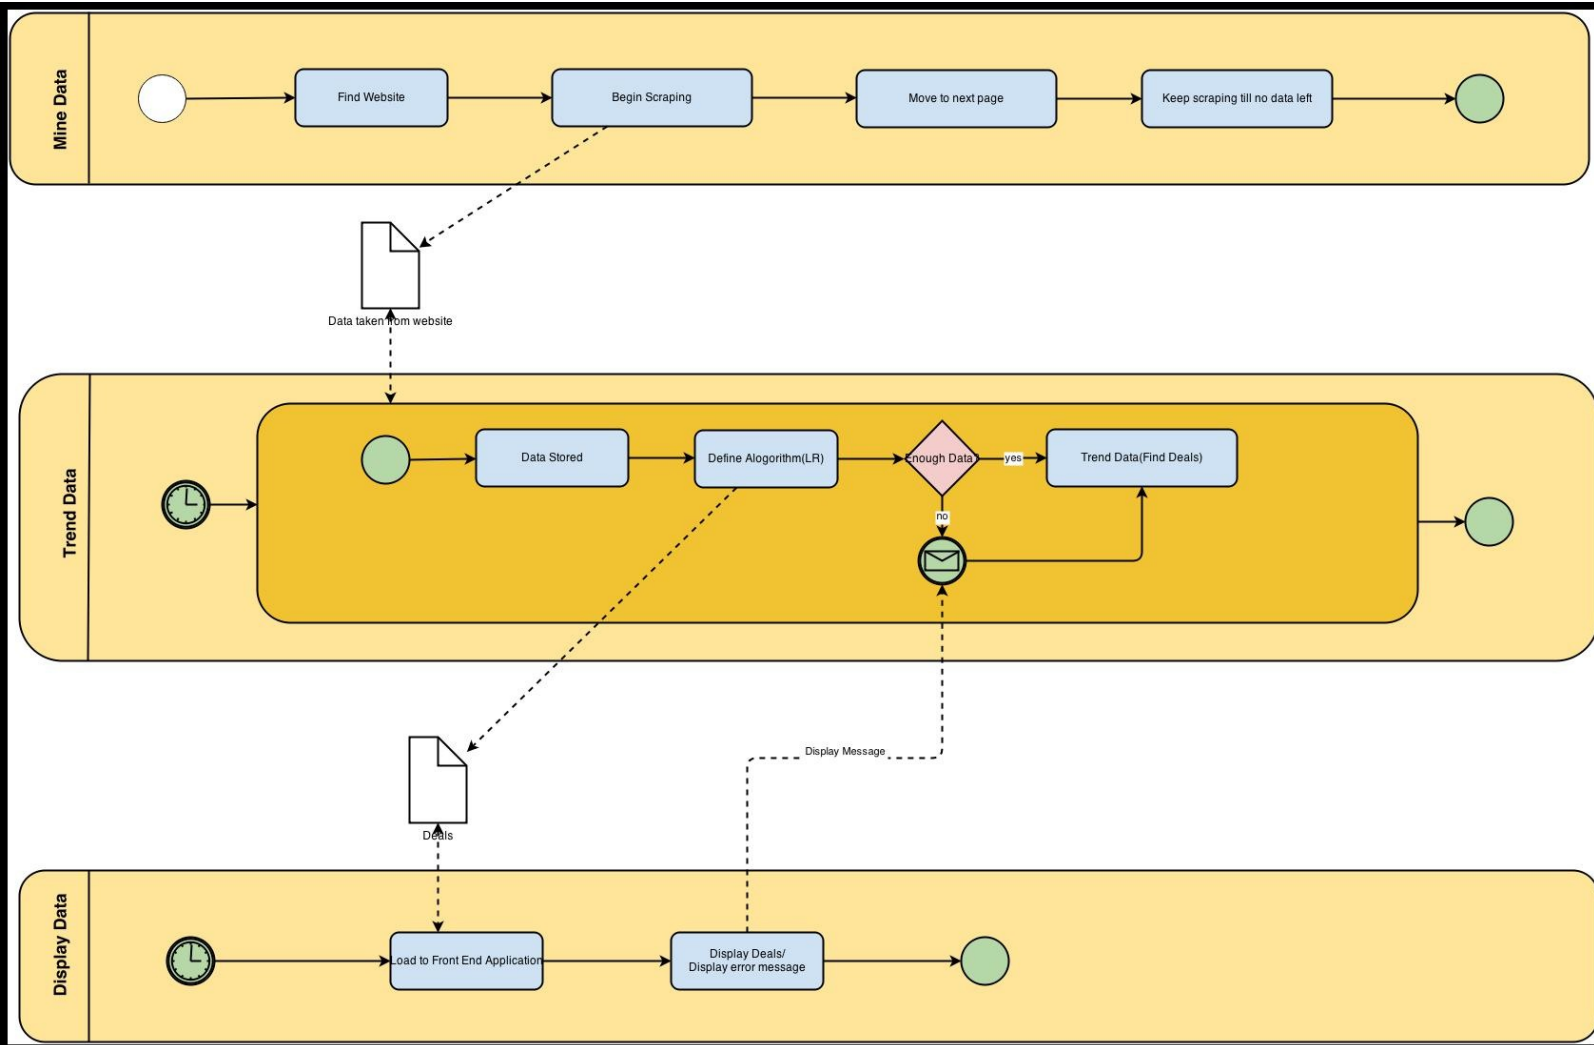 Mine Data
Find Website
Begin Scraping
Move to next page
Keep scraping till no data left
Data taken from website
Trend Data
Data Stored
Define Alogorithm(LR)
Enough Data?
yes
Trend Data(Find Deals)
no
Display Message
Deals
Display Data
Load to Front End Application
Display Deals/
Display error message